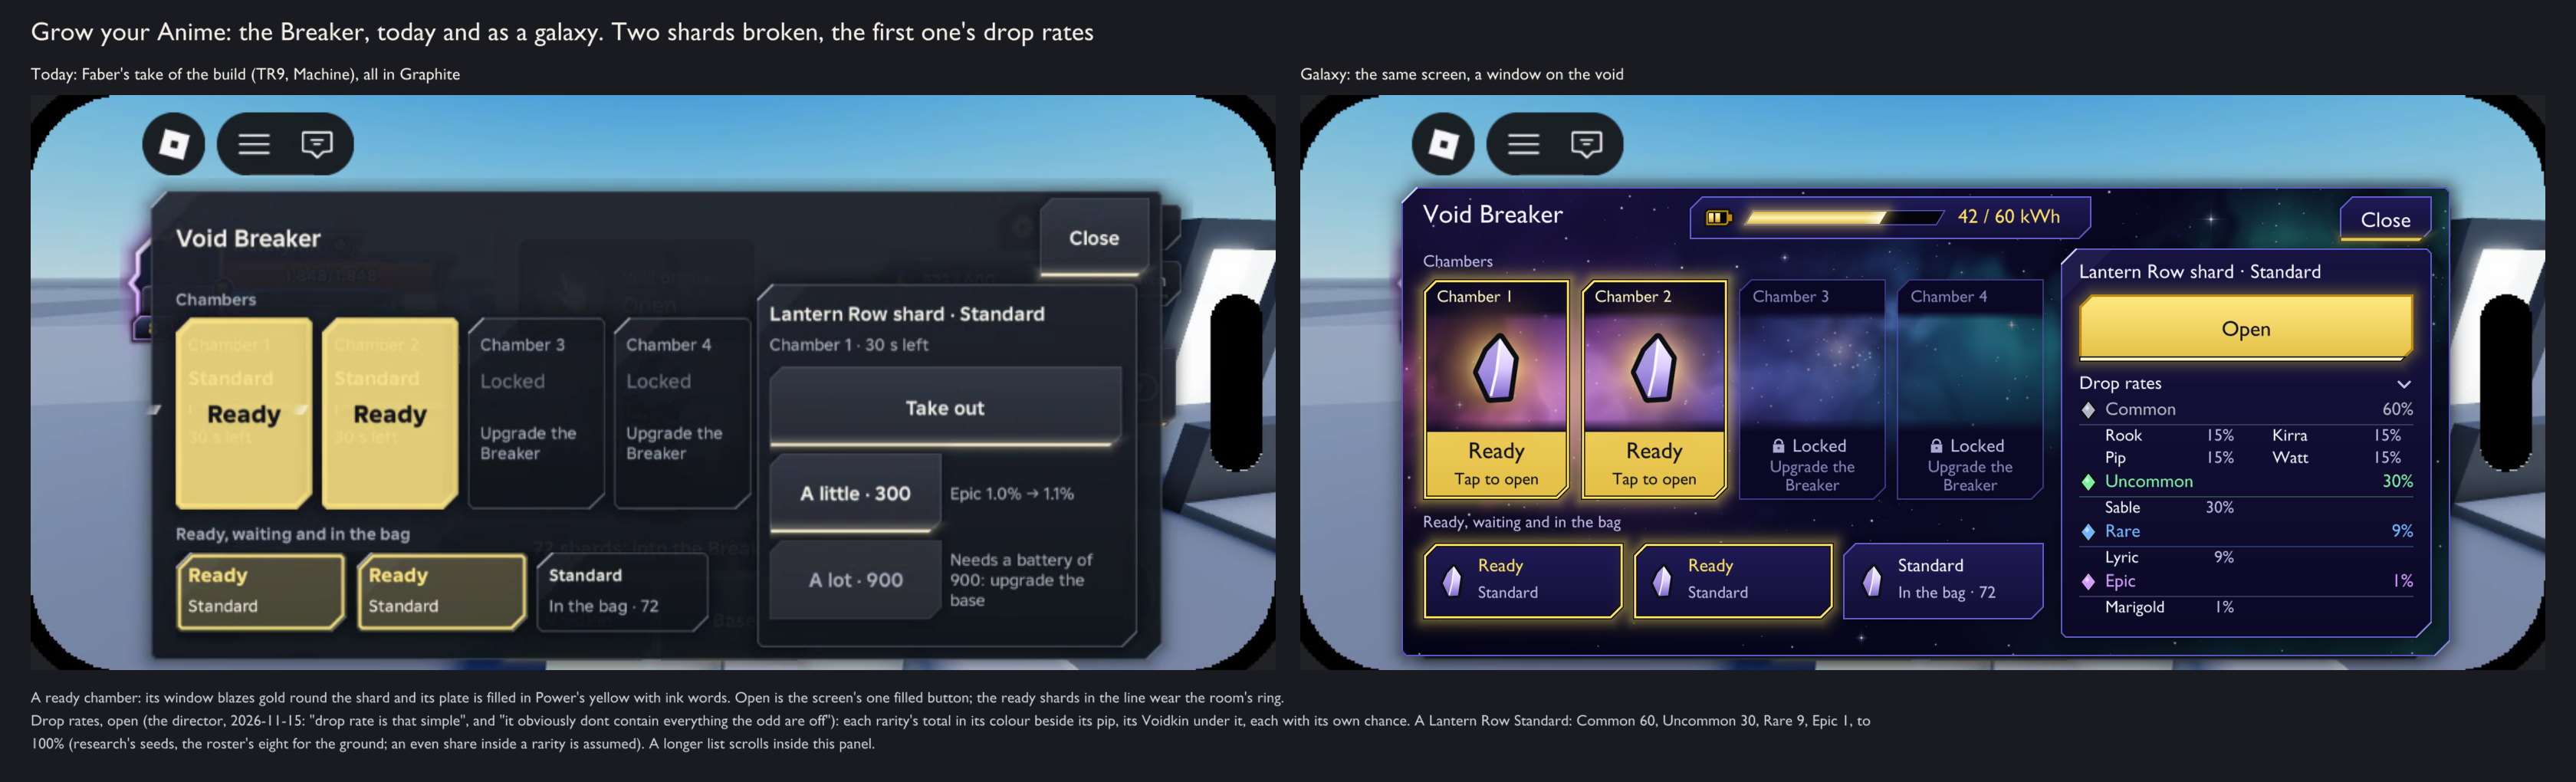 Grow your Anime: the Breaker, today and as a galaxy. Two shards broken, the first one's drop rates
Today: Faber's take of the build (TR9, Machine), all in Graphite
Void Breaker
Close
Chambers
Chamber 1
Standard
Ready
30 s left
Chamber 2
Standard
Ready
30 s left
Chamber 3
Locked
Upgrade the
Breaker
Chamber 4
Locked
Upgrade the
Breaker
Ready, waiting and in the bag
Ready
Standard
Ready
Standard
Standard
In the bag · 72
Lantern Row shard · Standard
Chamber 1 · 30 s left
Take out
A little · 300
Epic 1.0% → 1.1%
A lot · 900
Needs a battery of
900: upgrade the
base
Galaxy: the same screen, a window on the void
Void Breaker
42 / 60 kWh
Close
Chambers
Chamber 1
Ready
Tap to open
Chamber 2
Ready
Tap to open
Chamber 3
Locked
Upgrade the
Breaker
Chamber 4
Locked
Upgrade the
Breaker
Ready, waiting and in the bag
Ready
Standard
Ready
Standard
Standard
In the bag · 72
Lantern Row shard · Standard
Open
Drop rates
Common 60%
Rook 15% Kirra 15%
Pip 15% Watt 15%
Uncommon 30%
Sable 30%
Rare 9%
Lyric 9%
Epic 1%
Marigold 1%
A ready chamber: its window blazes gold round the shard and its plate is filled in Power's yellow with ink words. Open is the screen's one filled button; the ready shards in the line wear the room's ring.
Drop rates, open (the director, 2026-11-15: "drop rate is that simple", and "it obviously dont contain everything the odd are off"): each rarity's total in its colour beside its pip, its Voidkin under it, each with its own chance. A Lantern Row Standard: Common 60, Uncommon 30, Rare 9, Epic 1, to
100% (research's seeds, the roster's eight for the ground; an even share inside a rarity is assumed). A longer list scrolls inside this panel.